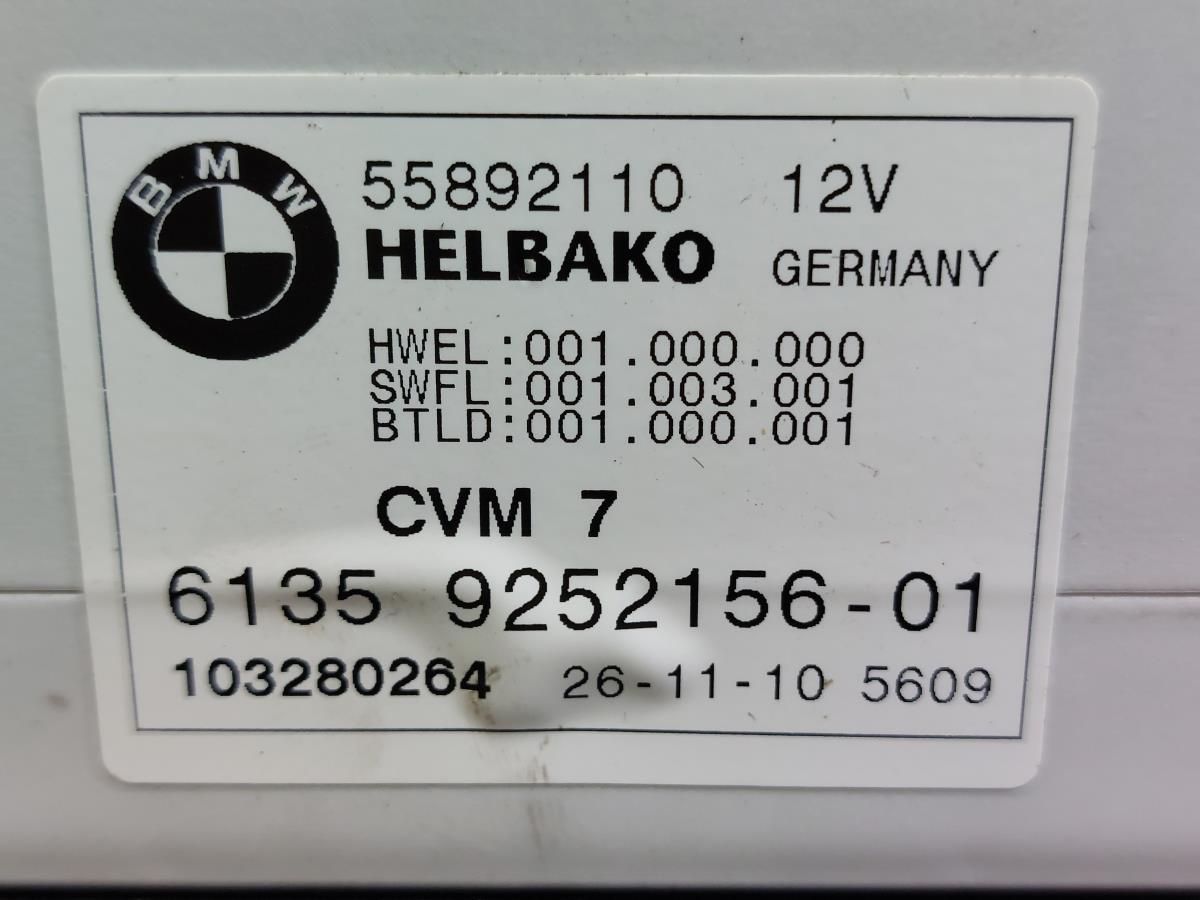 BMW
55892110 12V
HELBAKO GERMANY
HWEL:001.000.000
SWFL:001.003.001
BTLD:001.000.001
CVM 7
6135 9252156-01
103280264 26-11-10 5609